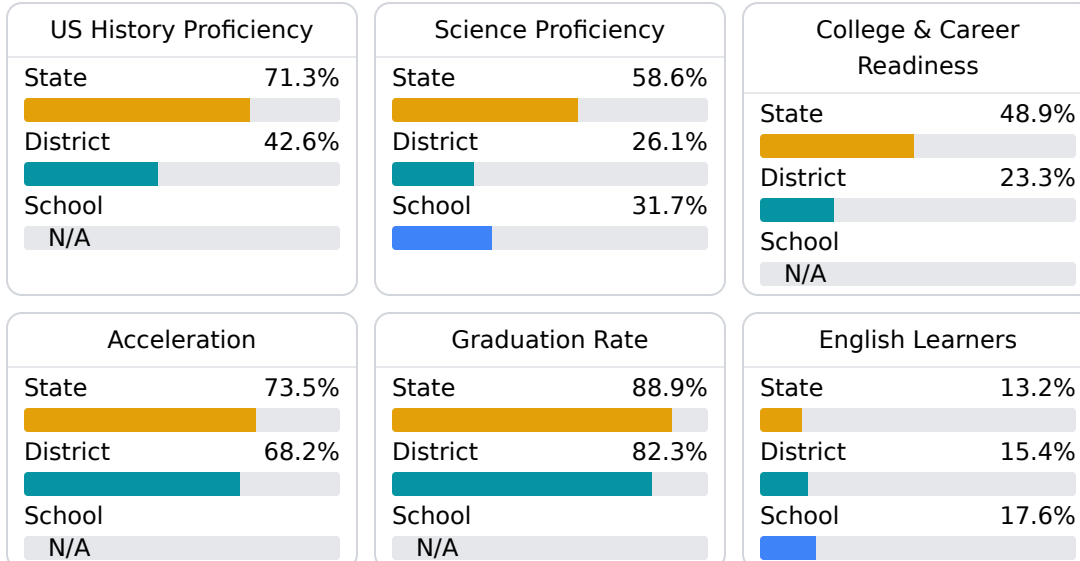 US History Proficiency
State 71.3%
District 42.6%
School
N/A
Science Proficiency
State 58.6%
District 26.1%
School 31.7%
College & Career
Readiness
State 48.9%
District 23.3%
School
N/A
Acceleration
State 73.5%
District 68.2%
School
N/A
Graduation Rate
State 88.9%
District 82.3%
School
N/A
English Learners
State 13.2%
District 15.4%
School 17.6%